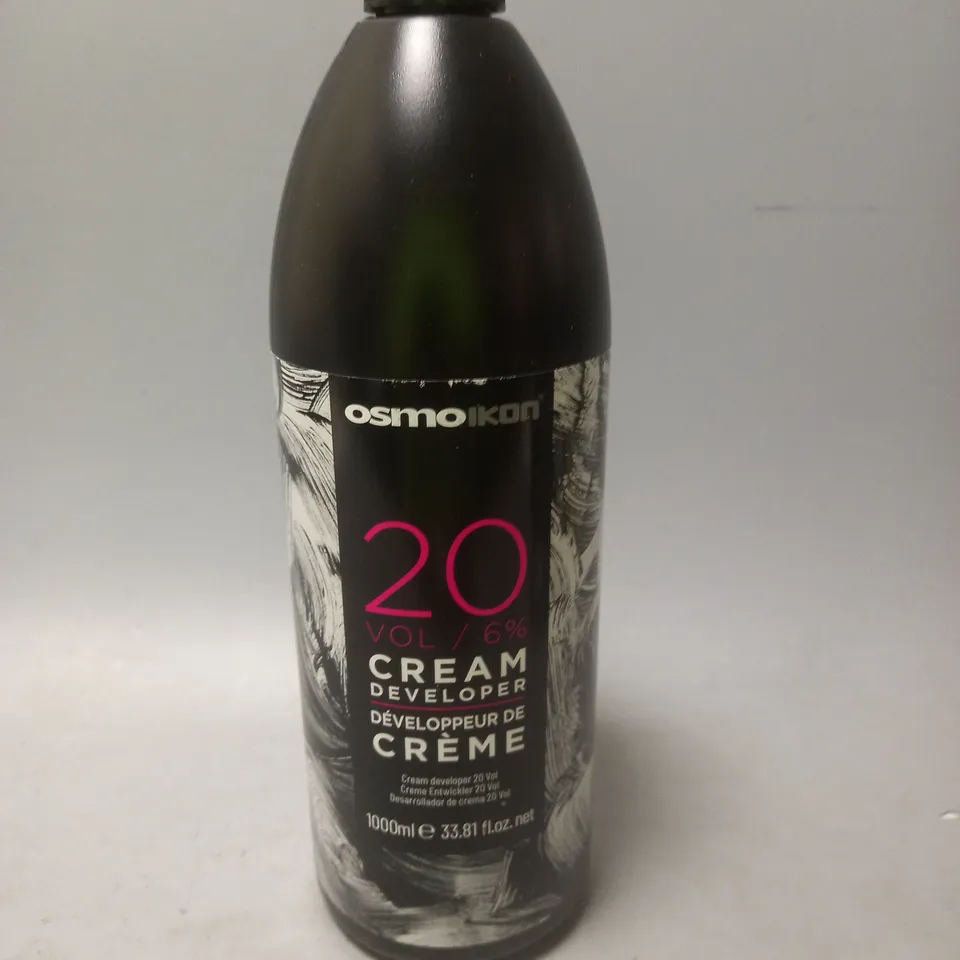 osmoikon®
20
VOL / 6%
CREAM
DEVELOPER
DÉVELOPPEUR DE
CRÈME
Cream developer 20 Vol
Creme Entwickler 20 Vol
Desarrollador de crema 20 Vol
1000ml ℮ 33.81 fl.oz. net